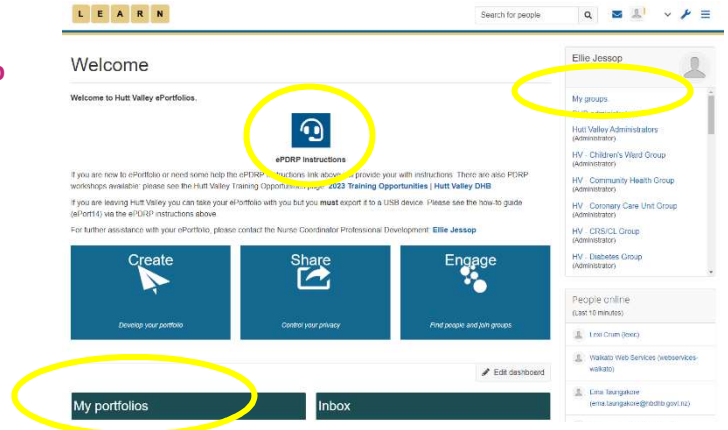 L E A R N
Search for people
Welcome
Welcome to Hutt Valley ePortfolios.
ePDRP Instructions
If you are new to ePortfolio or need some help the ePDRP instructions link above will provide your with instructions. There are also PDRP
workshops available: please see the Hutt Valley Training Opportunities page: 2023 Training Opportunities | Hutt Valley DHB
If you are leaving Hutt Valley you can take your ePortfolio with you but you must export it to a USB device. Please see the how-to guide
(ePort14) via the ePDRP instructions above.
For further assistance with your ePortfolio, please contact the Nurse Coordinator Professional Development: Ellie Jessop
Create
Develop your portfolio
Share
Control your privacy
Engage
Find people and join groups
Edit dashboard
My portfolios
Inbox
Ellie Jessop
My groups
Hutt Valley Administrators
(Administrator)
HV - Children's Ward Group
(Administrator)
HV - Community Health Group
(Administrator)
HV - Coronary Care Unit Group
(Administrator)
HV - CRS/CL Group
(Administrator)
HV - Diabetes Group
(Administrator)
People online
(Last 10 minutes)
Lexi Crum
Waikato Web Services (webservices-
waikato)